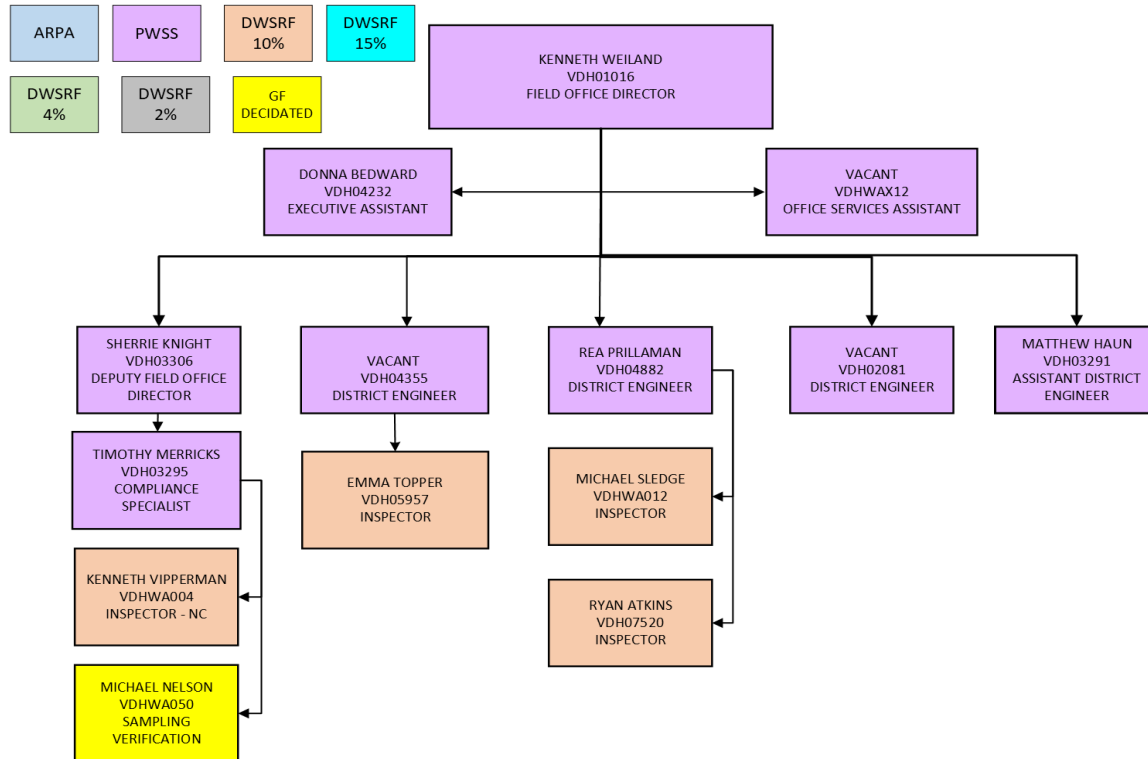 ARPA
PWSS
DWSRF
10%
DWSRF
15%
DWSRF
4%
DWSRF
2%
GF
DECIDATED
KENNETH WEILAND
VDH01016
FIELD OFFICE DIRECTOR
DONNA BEDWARD
VDH04232
EXECUTIVE ASSISTANT
VACANT
VDHWAX12
OFFICE SERVICES ASSISTANT
SHERRIE KNIGHT
VDH03306
DEPUTY FIELD OFFICE
DIRECTOR
VACANT
VDH04355
DISTRICT ENGINEER
REA PRILLAMAN
VDH04882
DISTRICT ENGINEER
VACANT
VDH02081
DISTRICT ENGINEER
MATTHEW HAUN
VDH03291
ASSISTANT DISTRICT
ENGINEER
TIMOTHY MERRICKS
VDH03295
COMPLIANCE
SPECIALIST
EMMA TOPPER
VDH05957
INSPECTOR
MICHAEL SLEDGE
VDHWA012
INSPECTOR
KENNETH VIPPERMAN
VDHWA004
INSPECTOR - NC
RYAN ATKINS
VDH07520
INSPECTOR
MICHAEL NELSON
VDHWA050
SAMPLING
VERIFICATION